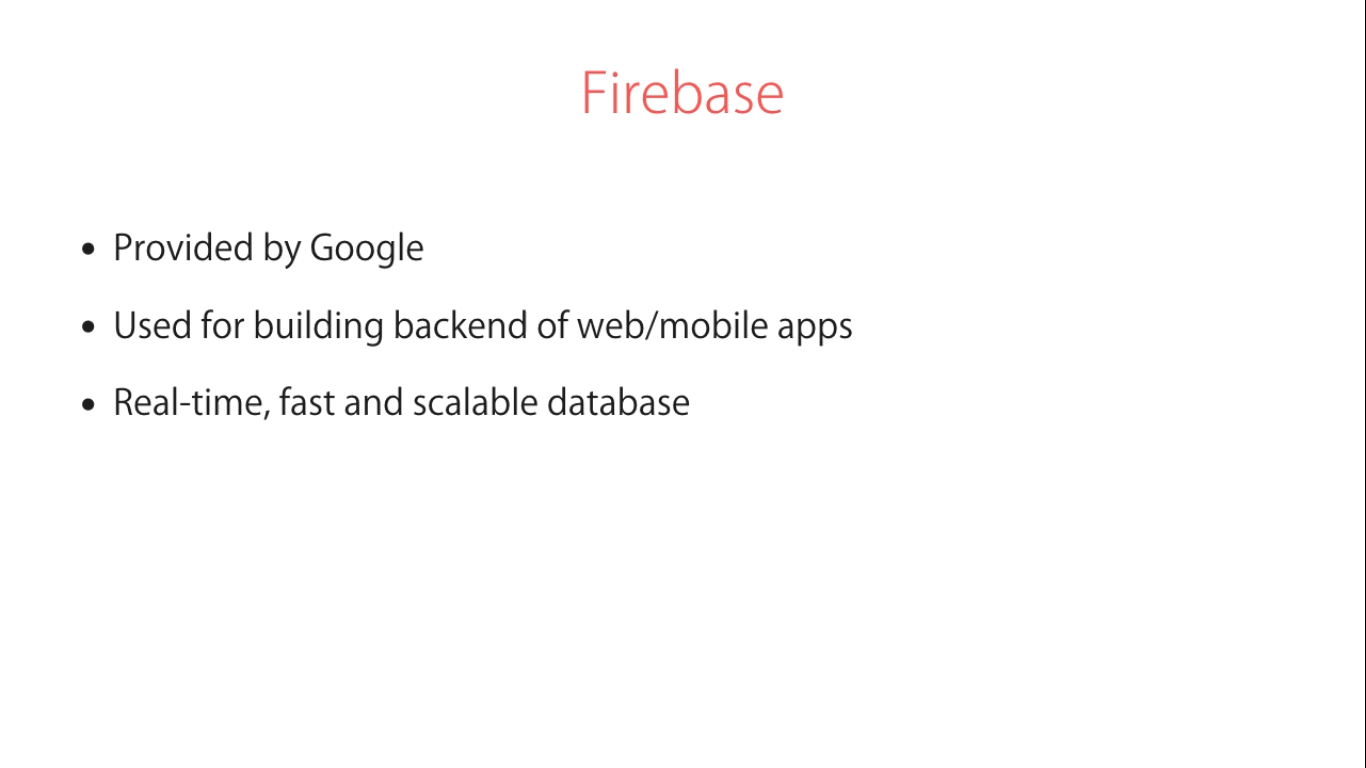 Firebase
• Provided by Google
• Used for building backend of web/mobile apps
• Real-time, fast and scalable database